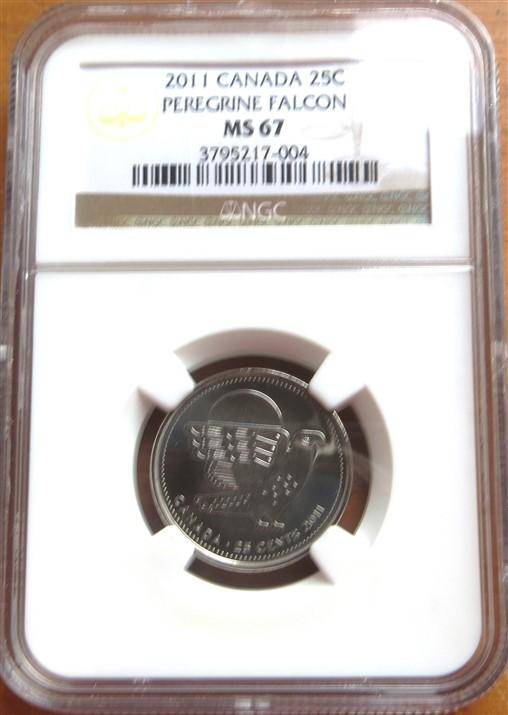 2011 CANADA 25C
PEREGRINE FALCON
MS 67
3795217-004
NGC
CANADA · 25 CENTS · 2011